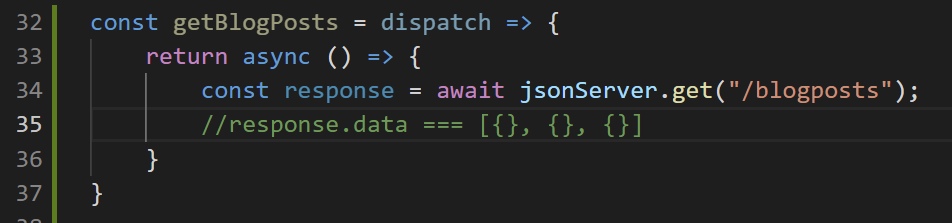 32 const getBlogPosts = dispatch => {
33     return async () => {
34         const response = await jsonServer.get("/blogposts");
35         //response.data === [{}, {}, {}]
36     }
37 }